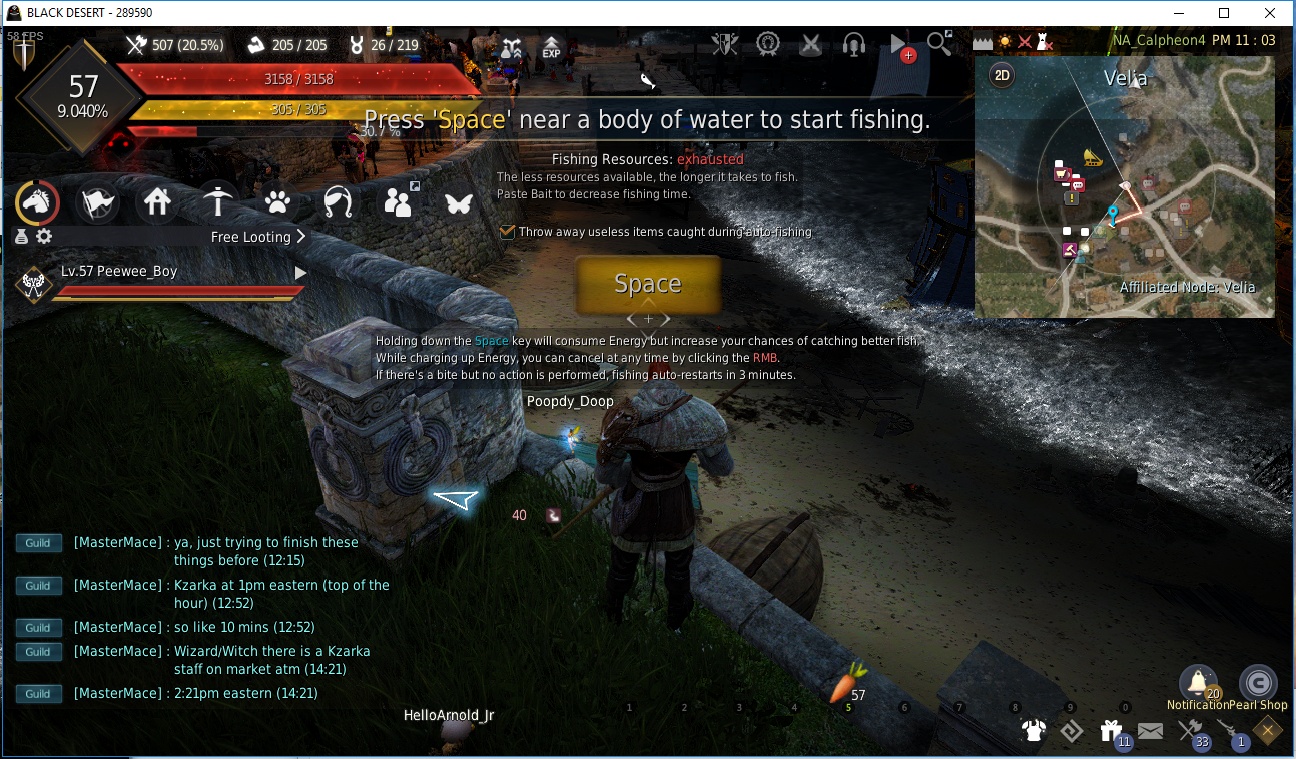 BLACK DESERT - 289590
58 FPS
507 (20.5%) 205 / 205 26 / 219
EXP
NA_Calpheon4 PM 11 : 03
57
9.040%
3158 / 3158
305 / 305
30.7 %
2D
Velia
Press 'Space' near a body of water to start fishing.
Fishing Resources: exhausted
The less resources available, the longer it takes to fish.
Paste Bait to decrease fishing time.
Throw away useless items caught during auto-fishing
Free Looting
Lv.57 Peewee_Boy
Space
Affiliated Node: Velia
Holding down the Space key will consume Energy but increase your chances of catching better fish.
While charging up Energy, you can cancel at any time by clicking the RMB.
If there's a bite but no action is performed, fishing auto-restarts in 3 minutes.
Poopdy_Doop
40
Guild [MasterMace] : ya, just trying to finish these
things before (12:15)
Guild [MasterMace] : Kzarka at 1pm eastern (top of the
hour) (12:52)
Guild [MasterMace] : so like 10 mins (12:52)
Guild [MasterMace] : Wizard/Witch there is a Kzarka
staff on market atm (14:21)
Guild [MasterMace] : 2:21pm eastern (14:21)
HelloArnold_Jr
57
1 2 3 4 5 6 7 8 9 0
20
Notification Pearl Shop
11 33 1